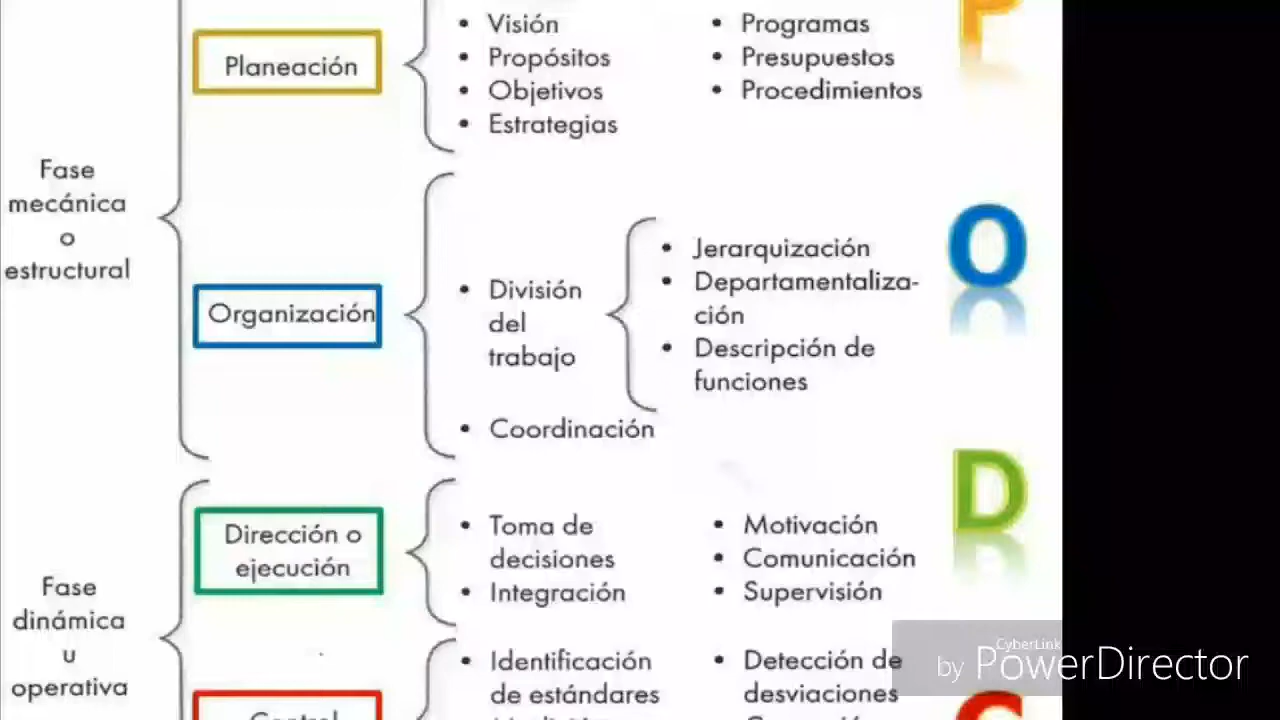 Planeación
• Visión
• Propósitos
• Objetivos
• Estrategias
• Programas
• Presupuestos
• Procedimientos
P
Fase
mecánica
o
estructural
Organización
• División
del
trabajo
• Jerarquización
• Departamentaliza-
ción
• Descripción de
funciones
• Coordinación
O
Dirección o
ejecución
• Toma de
decisiones
• Integración
• Motivación
• Comunicación
• Supervisión
D
Fase
dinámica
u
operativa
Control
• Identificación
de estándares
• Detección de
desviaciones
C
CyberLink
by PowerDirector